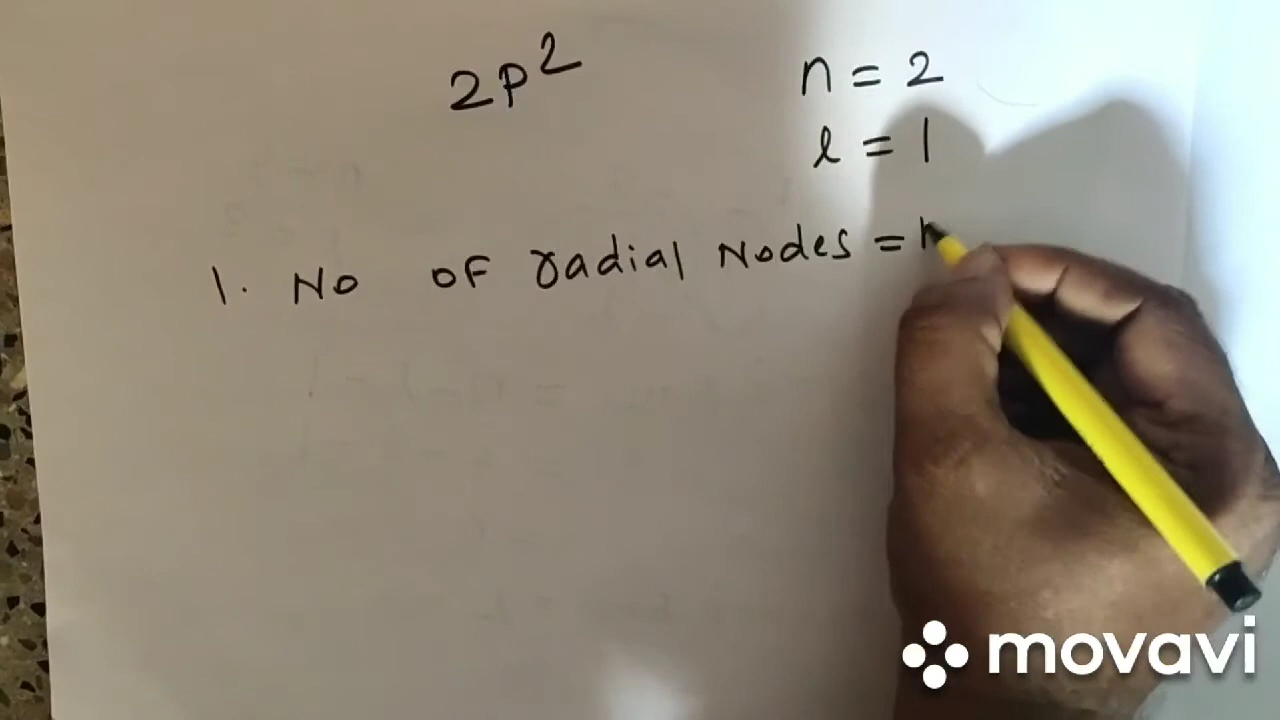 2p²
n = 2
l = 1
1. No OF radial Nodes = n
movavi